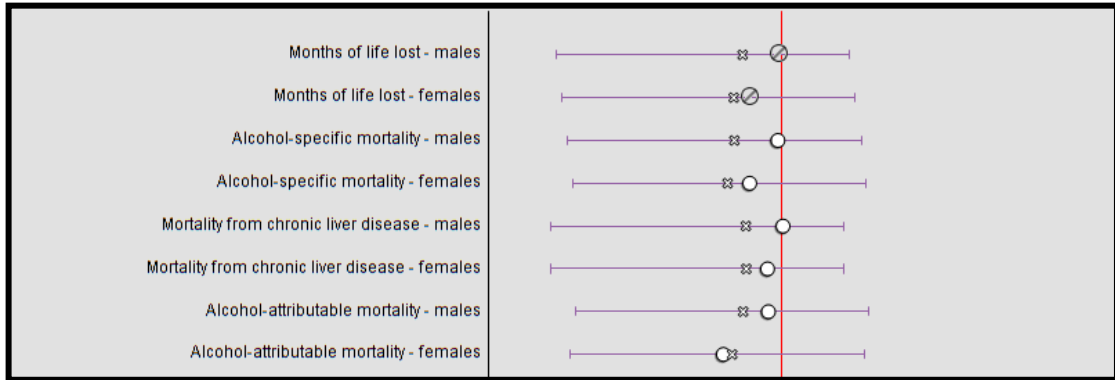 Months of life lost - males
Months of life lost - females
Alcohol-specific mortality - males
Alcohol-specific mortality - females
Mortality from chronic liver disease - males
Mortality from chronic liver disease - females
Alcohol-attributable mortality - males
Alcohol-attributable mortality - females